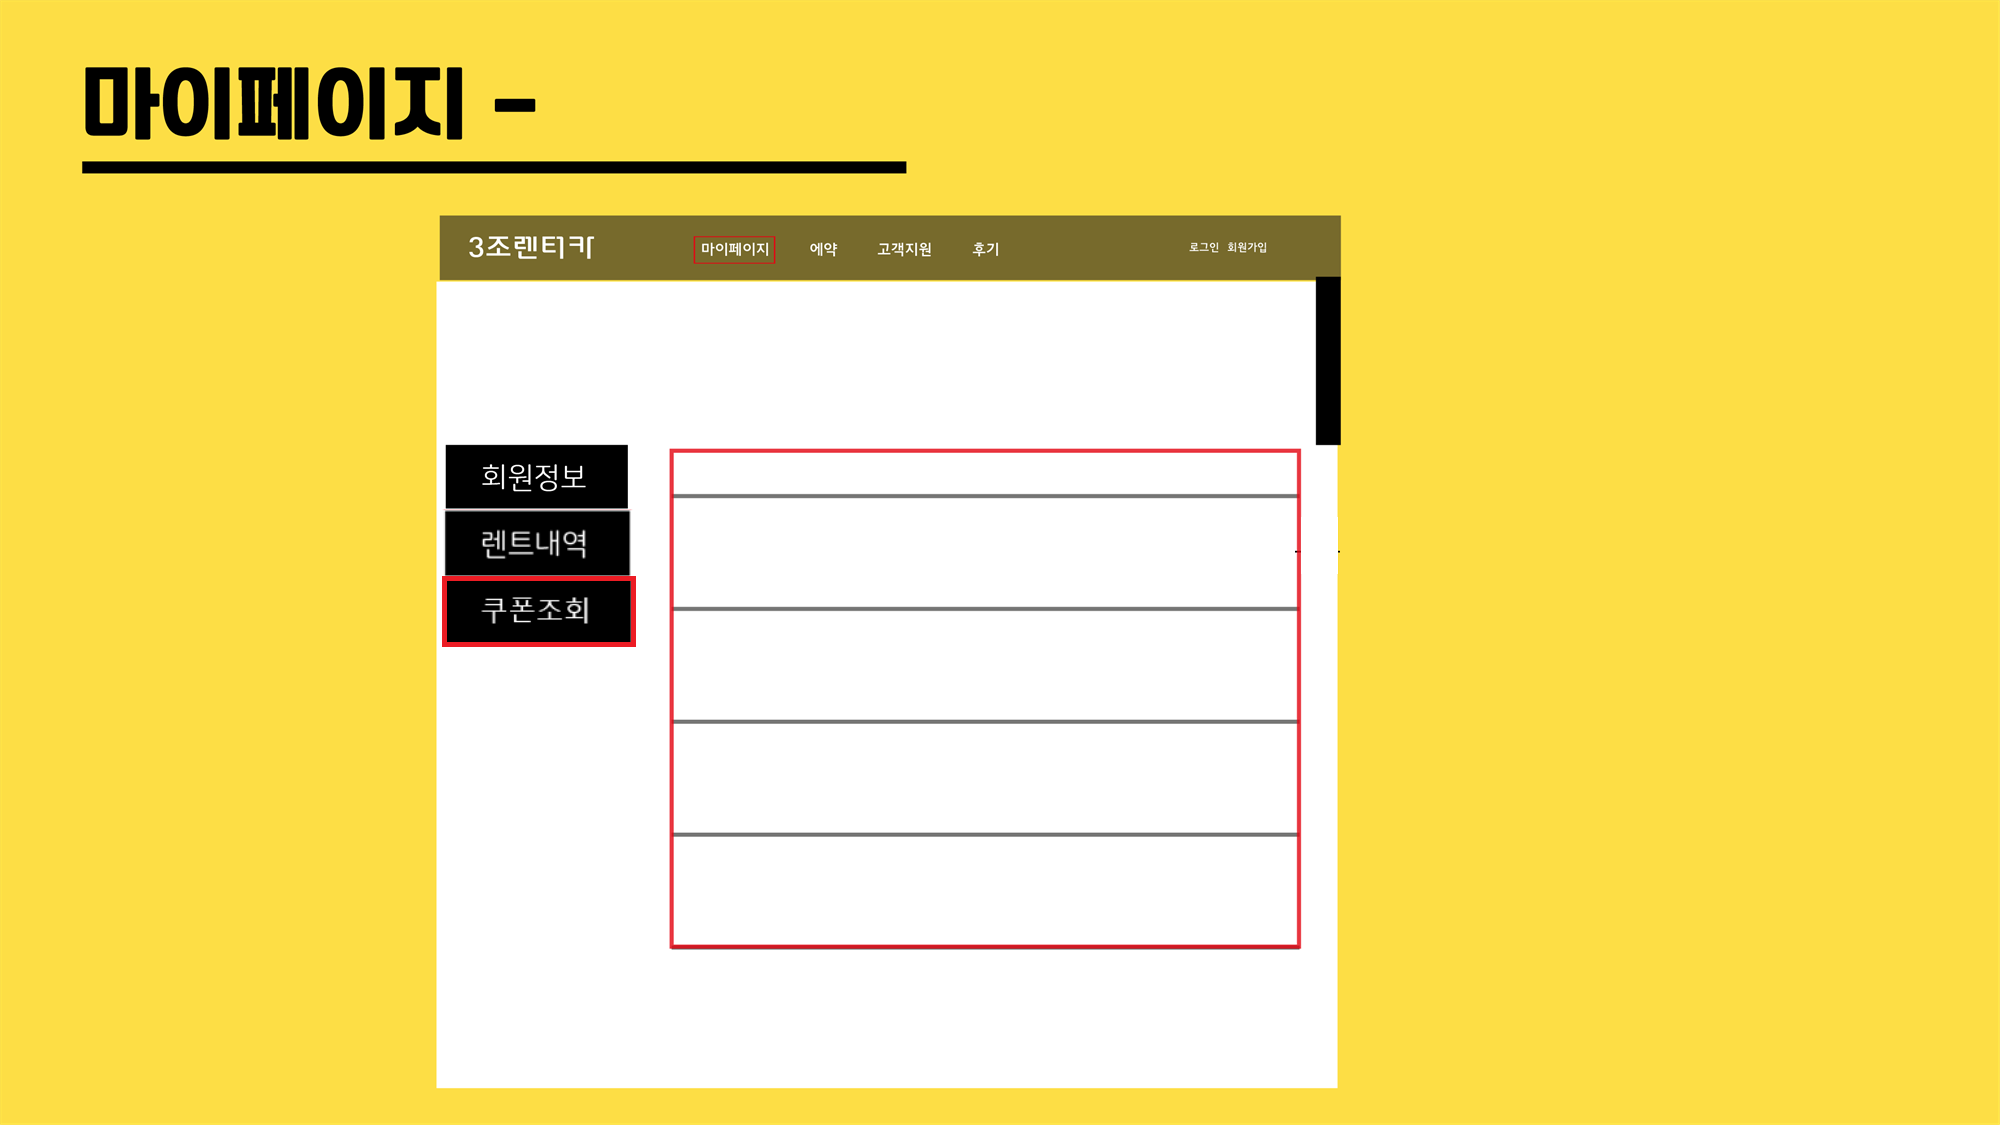 마이페이지 -
3조렌티카 마이페이지 에약 고객지원 후기 로그인 회원가입
회원정보
렌트내역
쿠폰조회